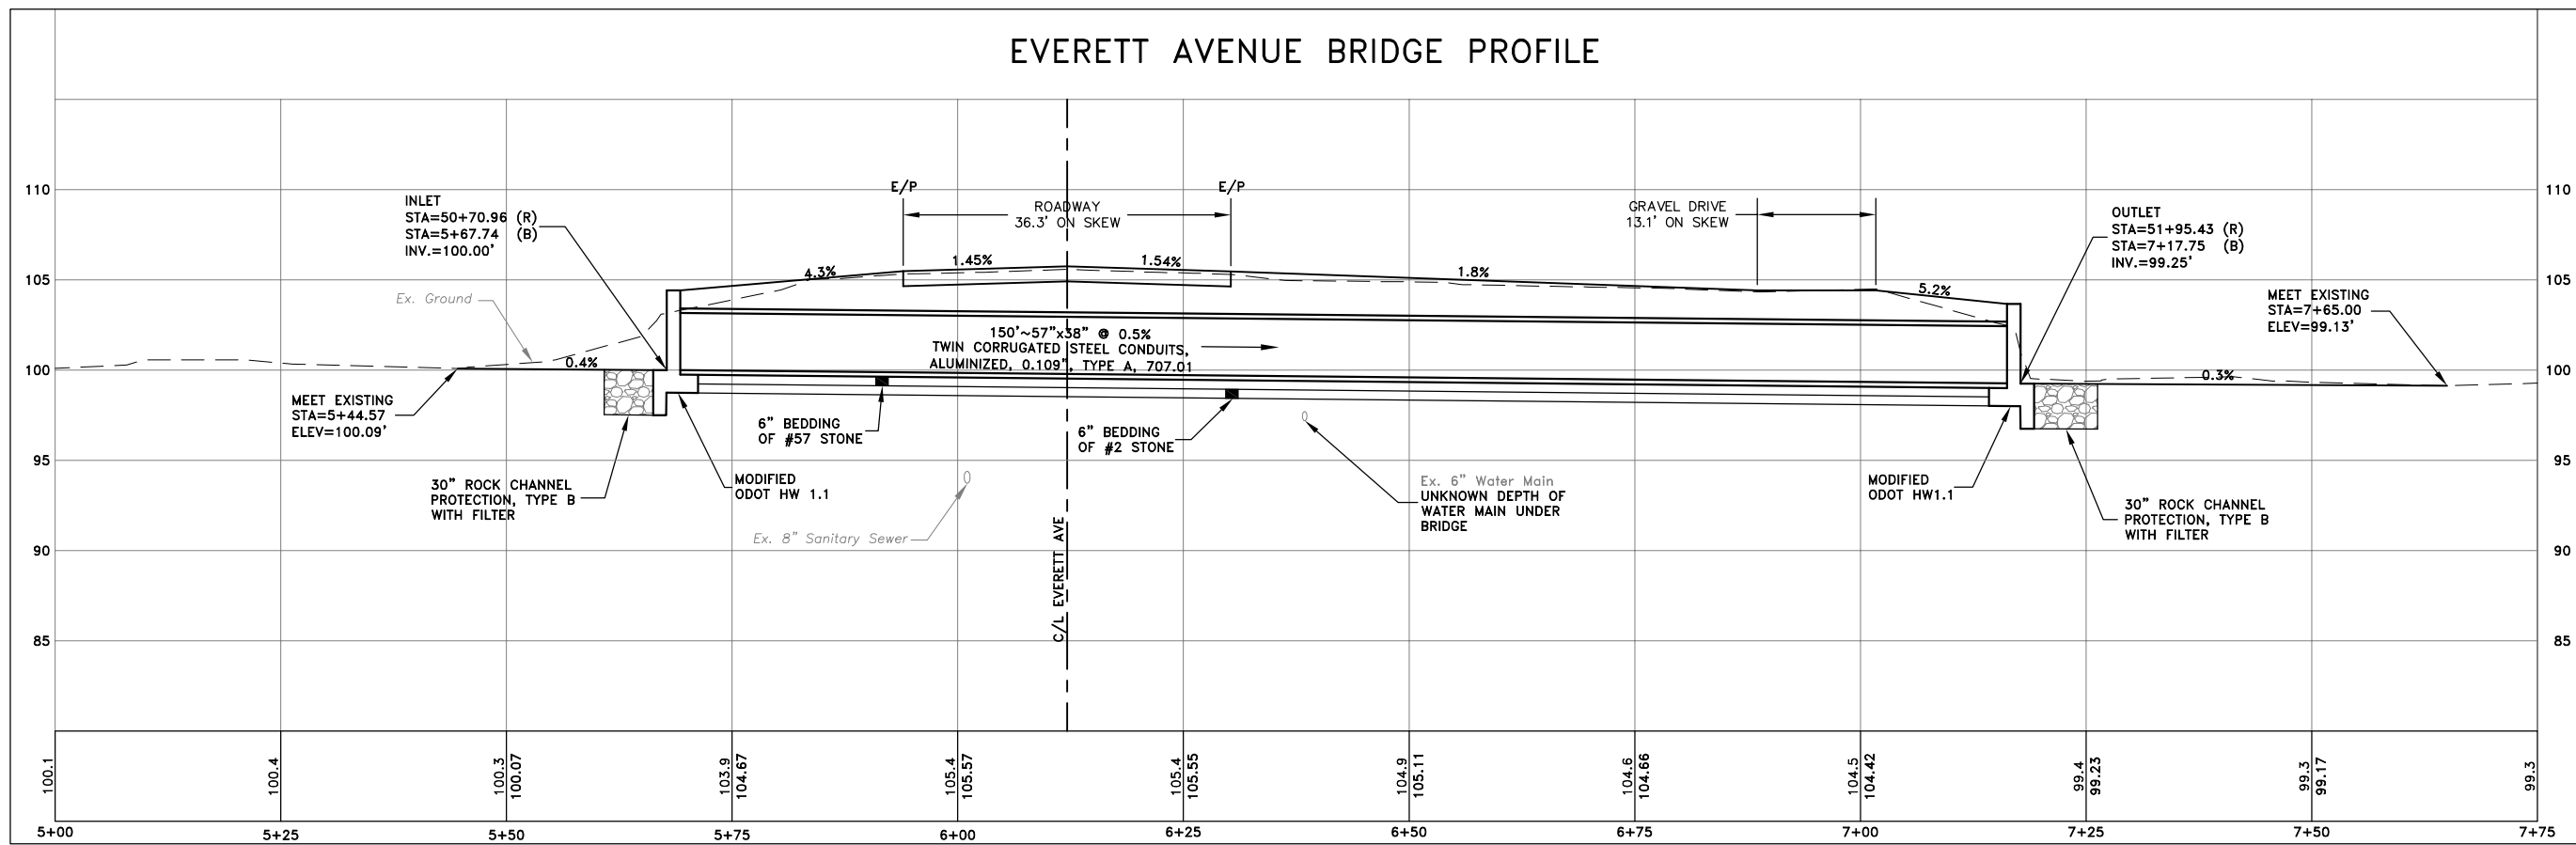 EVERETT AVENUE BRIDGE PROFILE
110
105
100
95
90
85
110
105
100
95
90
85
INLET
STA=50+70.96 (R)
STA=5+67.74 (B)
INV.=100.00'
E/P
E/P
ROADWAY
36.3' ON SKEW
GRAVEL DRIVE
13.1' ON SKEW
OUTLET
STA=51+95.43 (R)
STA=7+17.75 (B)
INV.=99.25'
Ex. Ground
4.3%
1.45%
1.54%
1.8%
5.2%
MEET EXISTING
STA=7+65.00
ELEV=99.13'
0.4%
150'~57"x38" @ 0.5%
TWIN CORRUGATED STEEL CONDUITS,
ALUMINIZED, 0.109", TYPE A, 707.01
0.3%
MEET EXISTING
STA=5+44.57
ELEV=100.09'
6" BEDDING
OF #57 STONE
6" BEDDING
OF #2 STONE
30" ROCK CHANNEL
PROTECTION, TYPE B
WITH FILTER
MODIFIED
ODOT HW 1.1
Ex. 8" Sanitary Sewer
C/L EVERETT AVE
Ex. 6" Water Main
UNKNOWN DEPTH OF
WATER MAIN UNDER
BRIDGE
MODIFIED
ODOT HW1.1
30" ROCK CHANNEL
PROTECTION, TYPE B
WITH FILTER
100.1
100.4
100.3
100.07
103.9
104.67
105.4
105.57
105.4
105.55
104.9
105.11
104.6
104.66
104.5
104.42
99.4
99.23
99.3
99.17
99.3
5+00
5+25
5+50
5+75
6+00
6+25
6+50
6+75
7+00
7+25
7+50
7+75